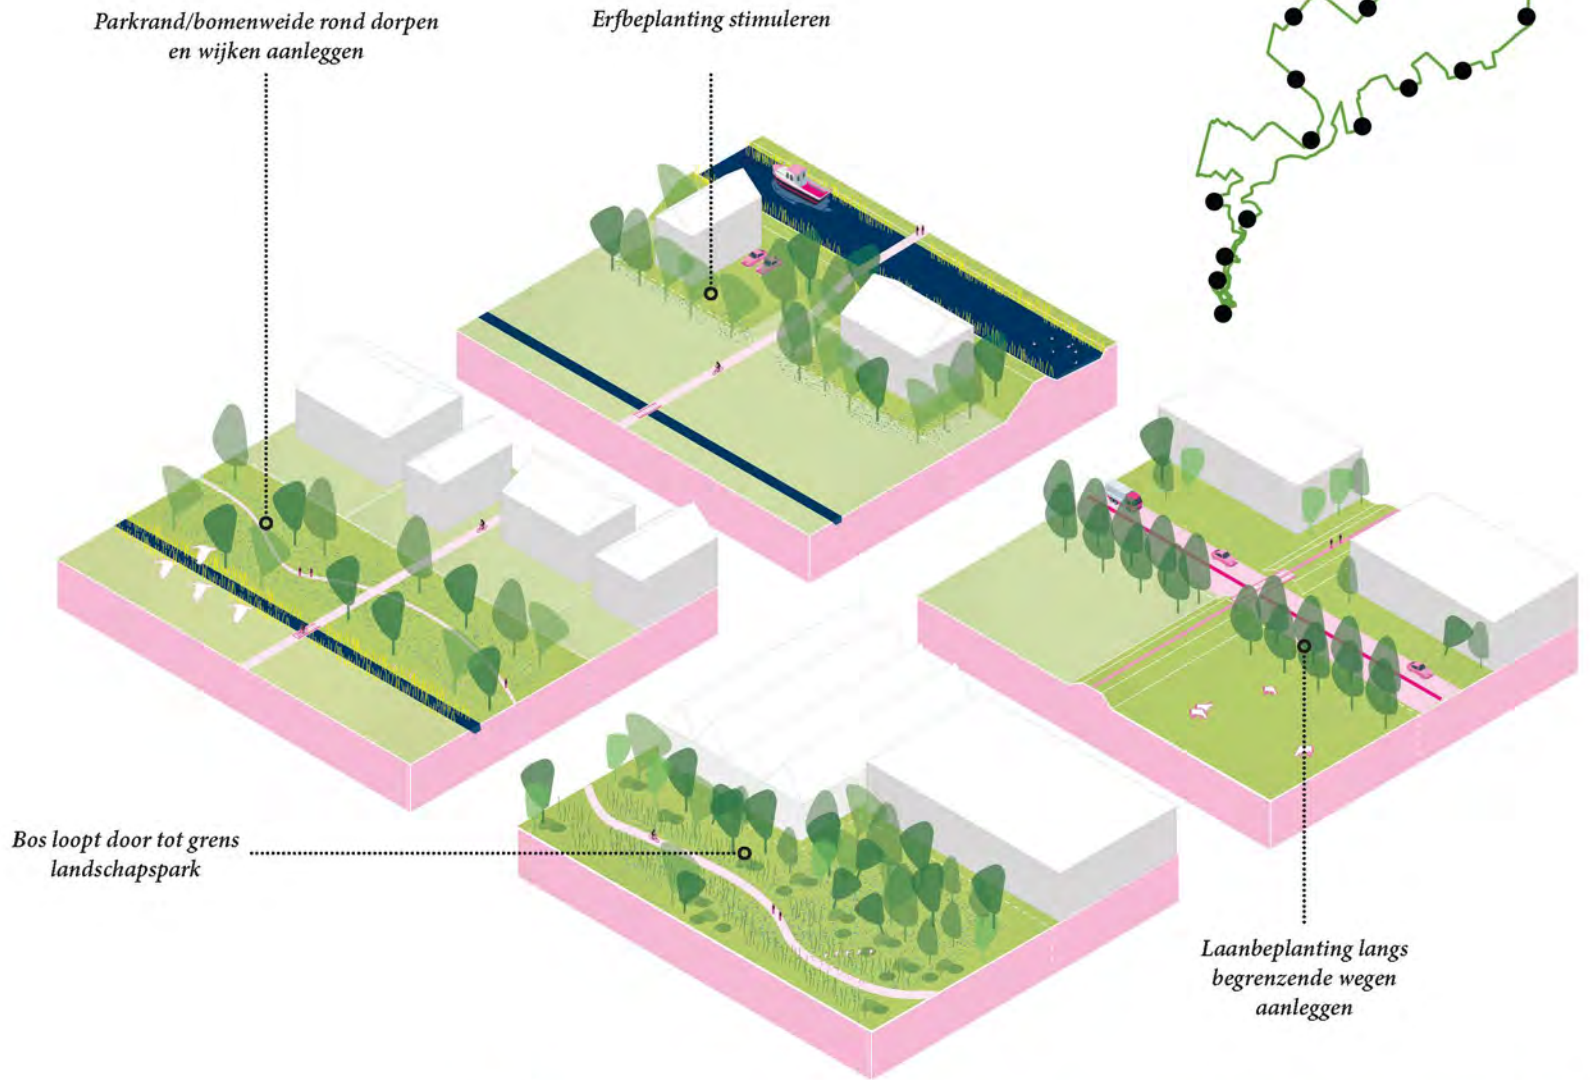 Parkrand/bomenweide rond dorpen
en wijken aanleggen
Erfbeplanting stimuleren
Bos loopt door tot grens
landschapspark
Laanbeplanting langs
begrenzende wegen
aanleggen